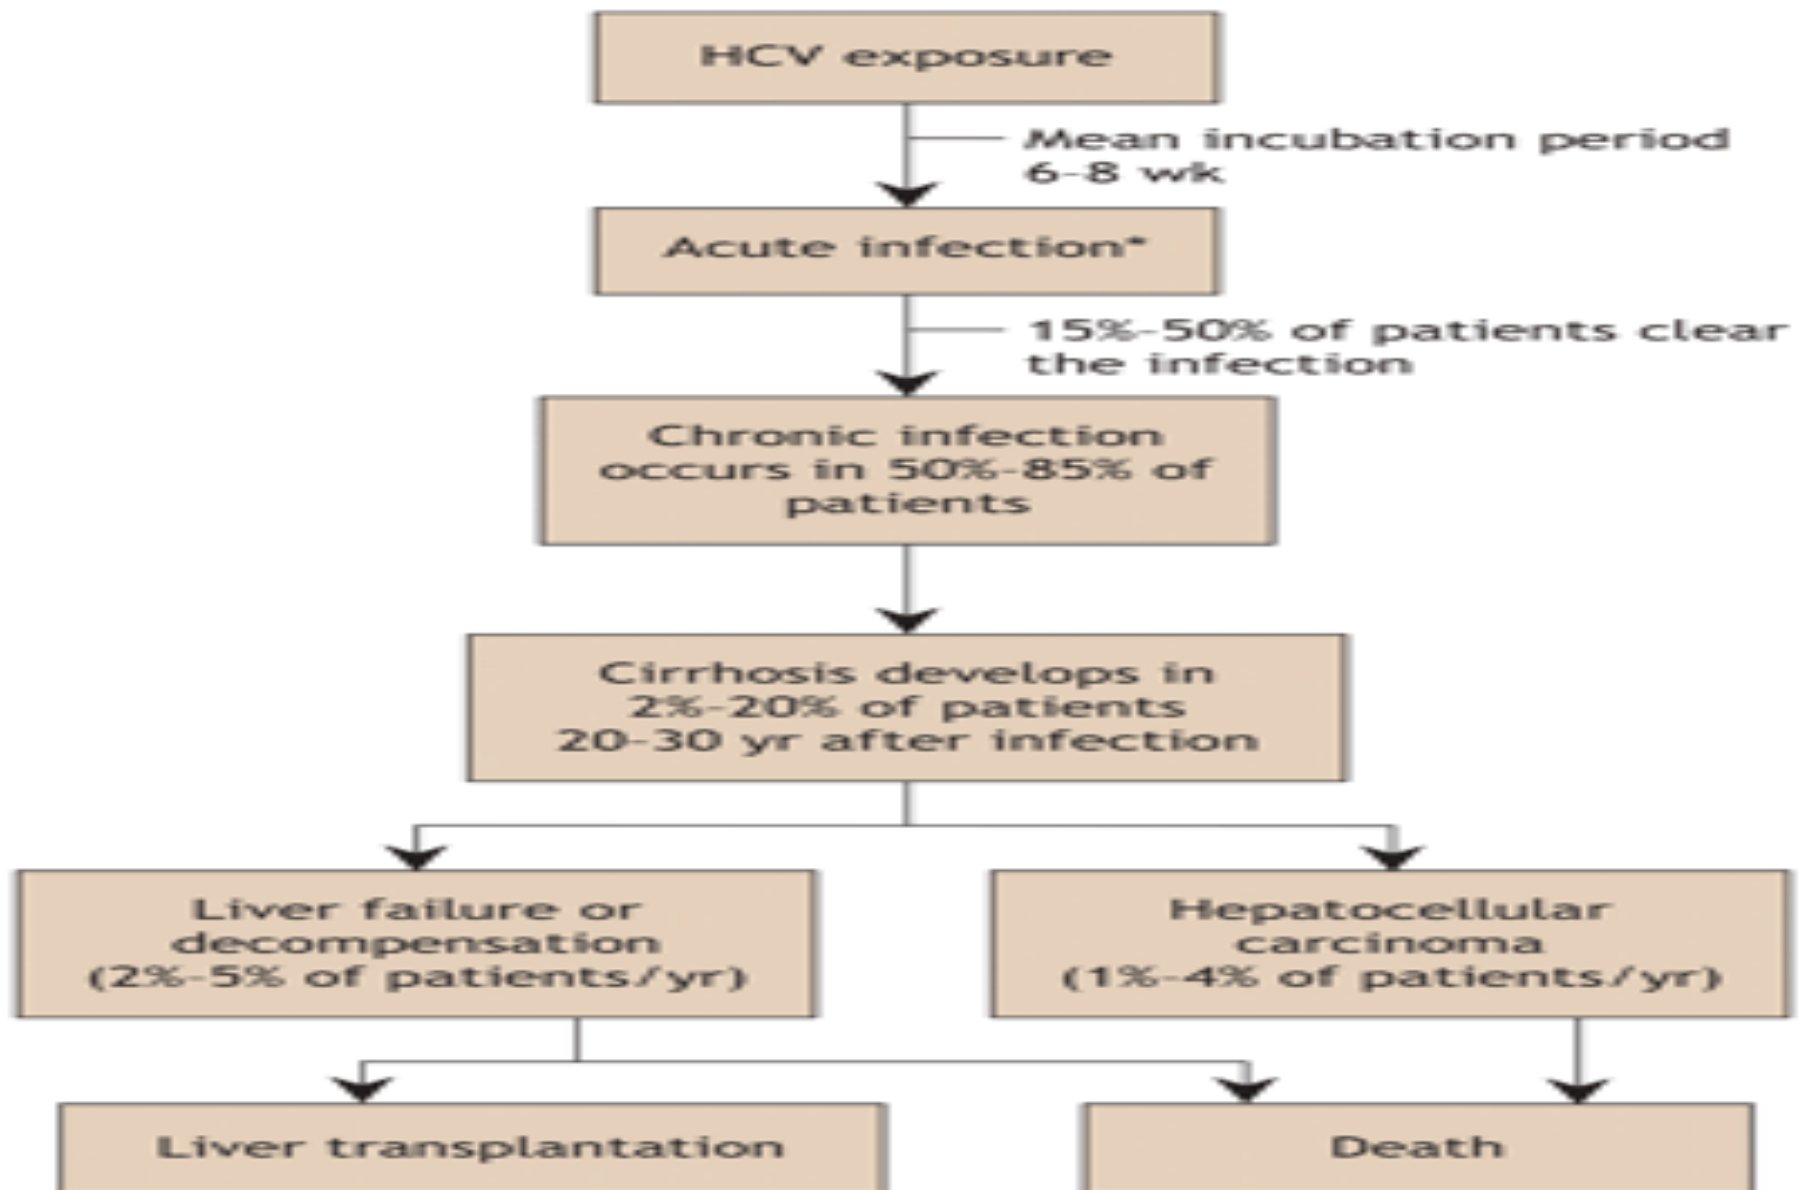 HCV exposure
Mean incubation period
6-8 wk
Acute infection*
15%-50% of patients clear
the infection
Chronic infection
occurs in 50%-85% of
patients
Cirrhosis develops in
2%-20% of patients
20-30 yr after infection
Liver failure or
decompensation
(2%-5% of patients/yr)
Hepatocellular
carcinoma
(1%-4% of patients/yr)
Liver transplantation
Death